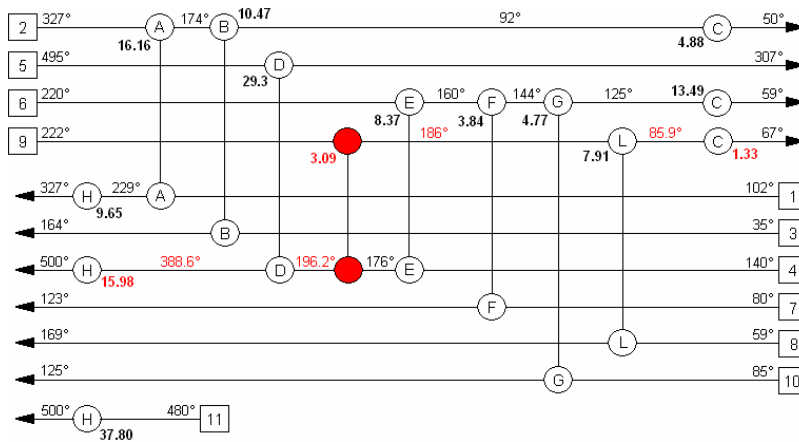 2 327° A 174° B 10.47 92° C 50°
16.16 4.88
5 495° D 307°
29.3
6 220° E 160° F 144° G 125° 13.49 C 59°
8.37 3.84 4.77
9 222° 186° L 85.9° C 67°
3.09 7.91 1.33
327° H 229° A 102° 1
9.65
164° B 35° 3
500° H 388.6° D 196.2° 176° E 140° 4
15.98
123° F 80° 7
169° L 59° 8
125° G 85° 10
500° H 480° 11
37.80